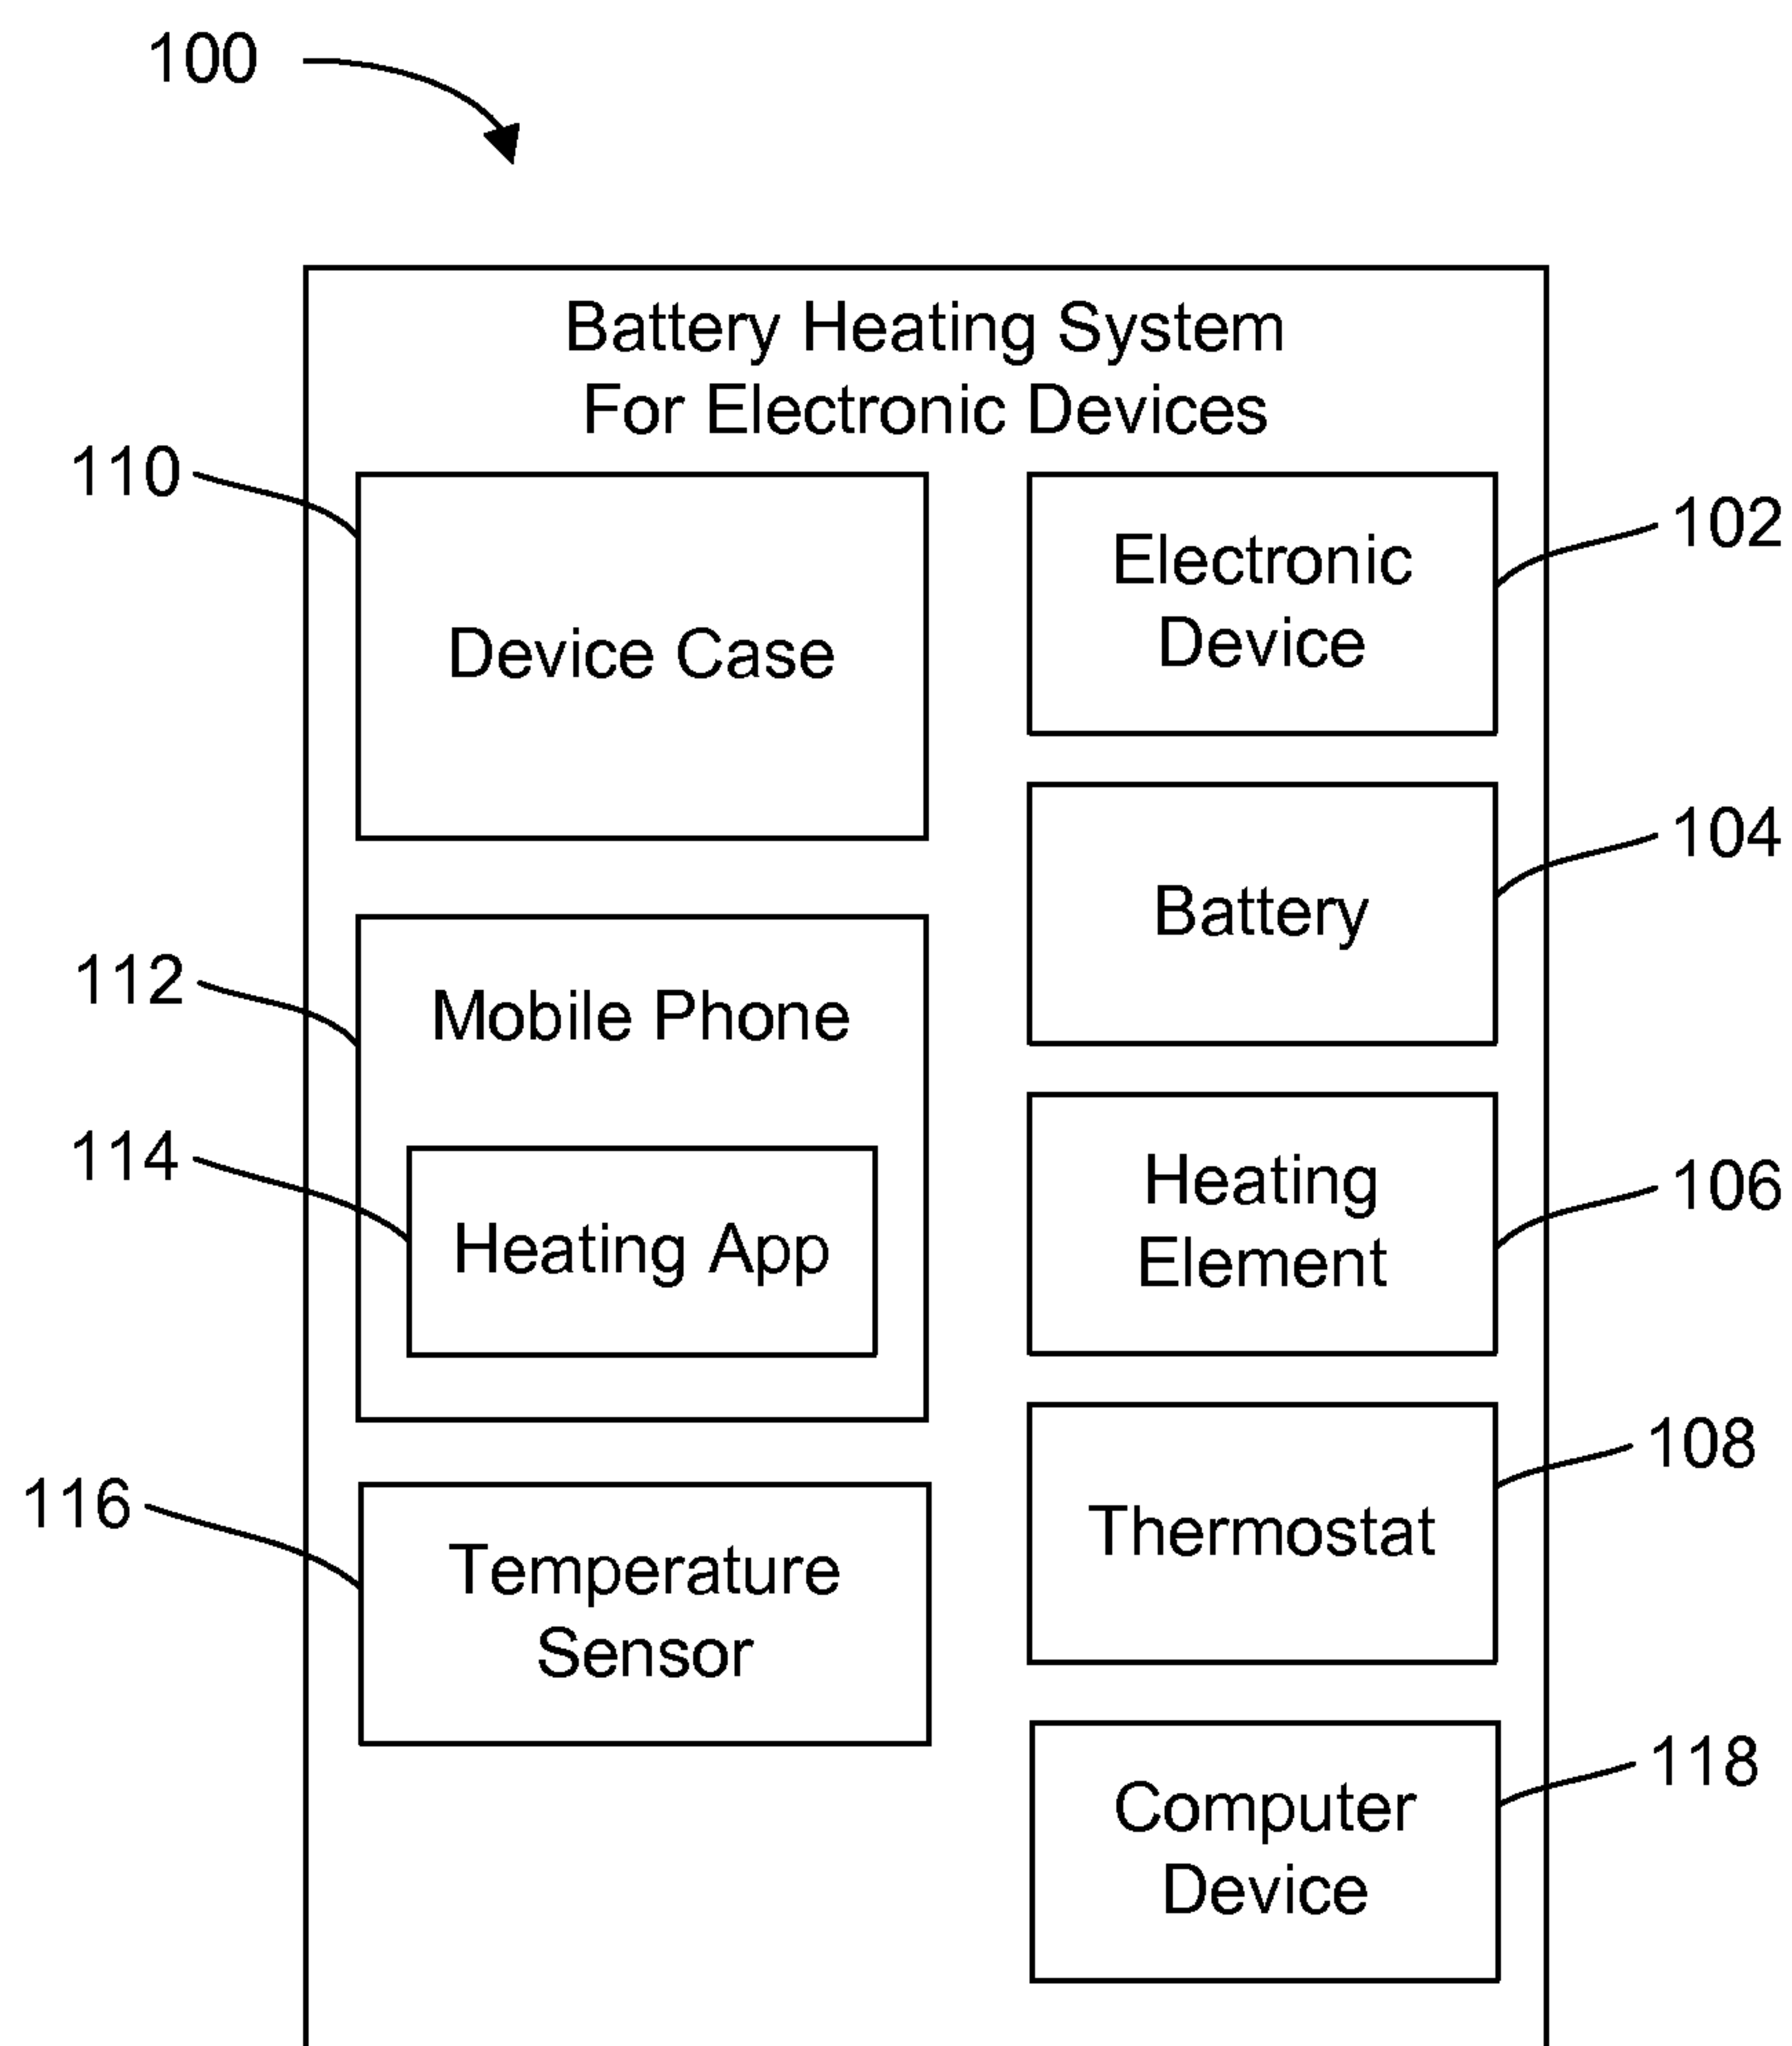 100
Battery Heating System
For Electronic Devices
110
Device Case
102
Electronic
Device
104
Battery
112
Mobile Phone
114
Heating App
106
Heating
Element
108
Thermostat
116
Temperature
Sensor
118
Computer
Device